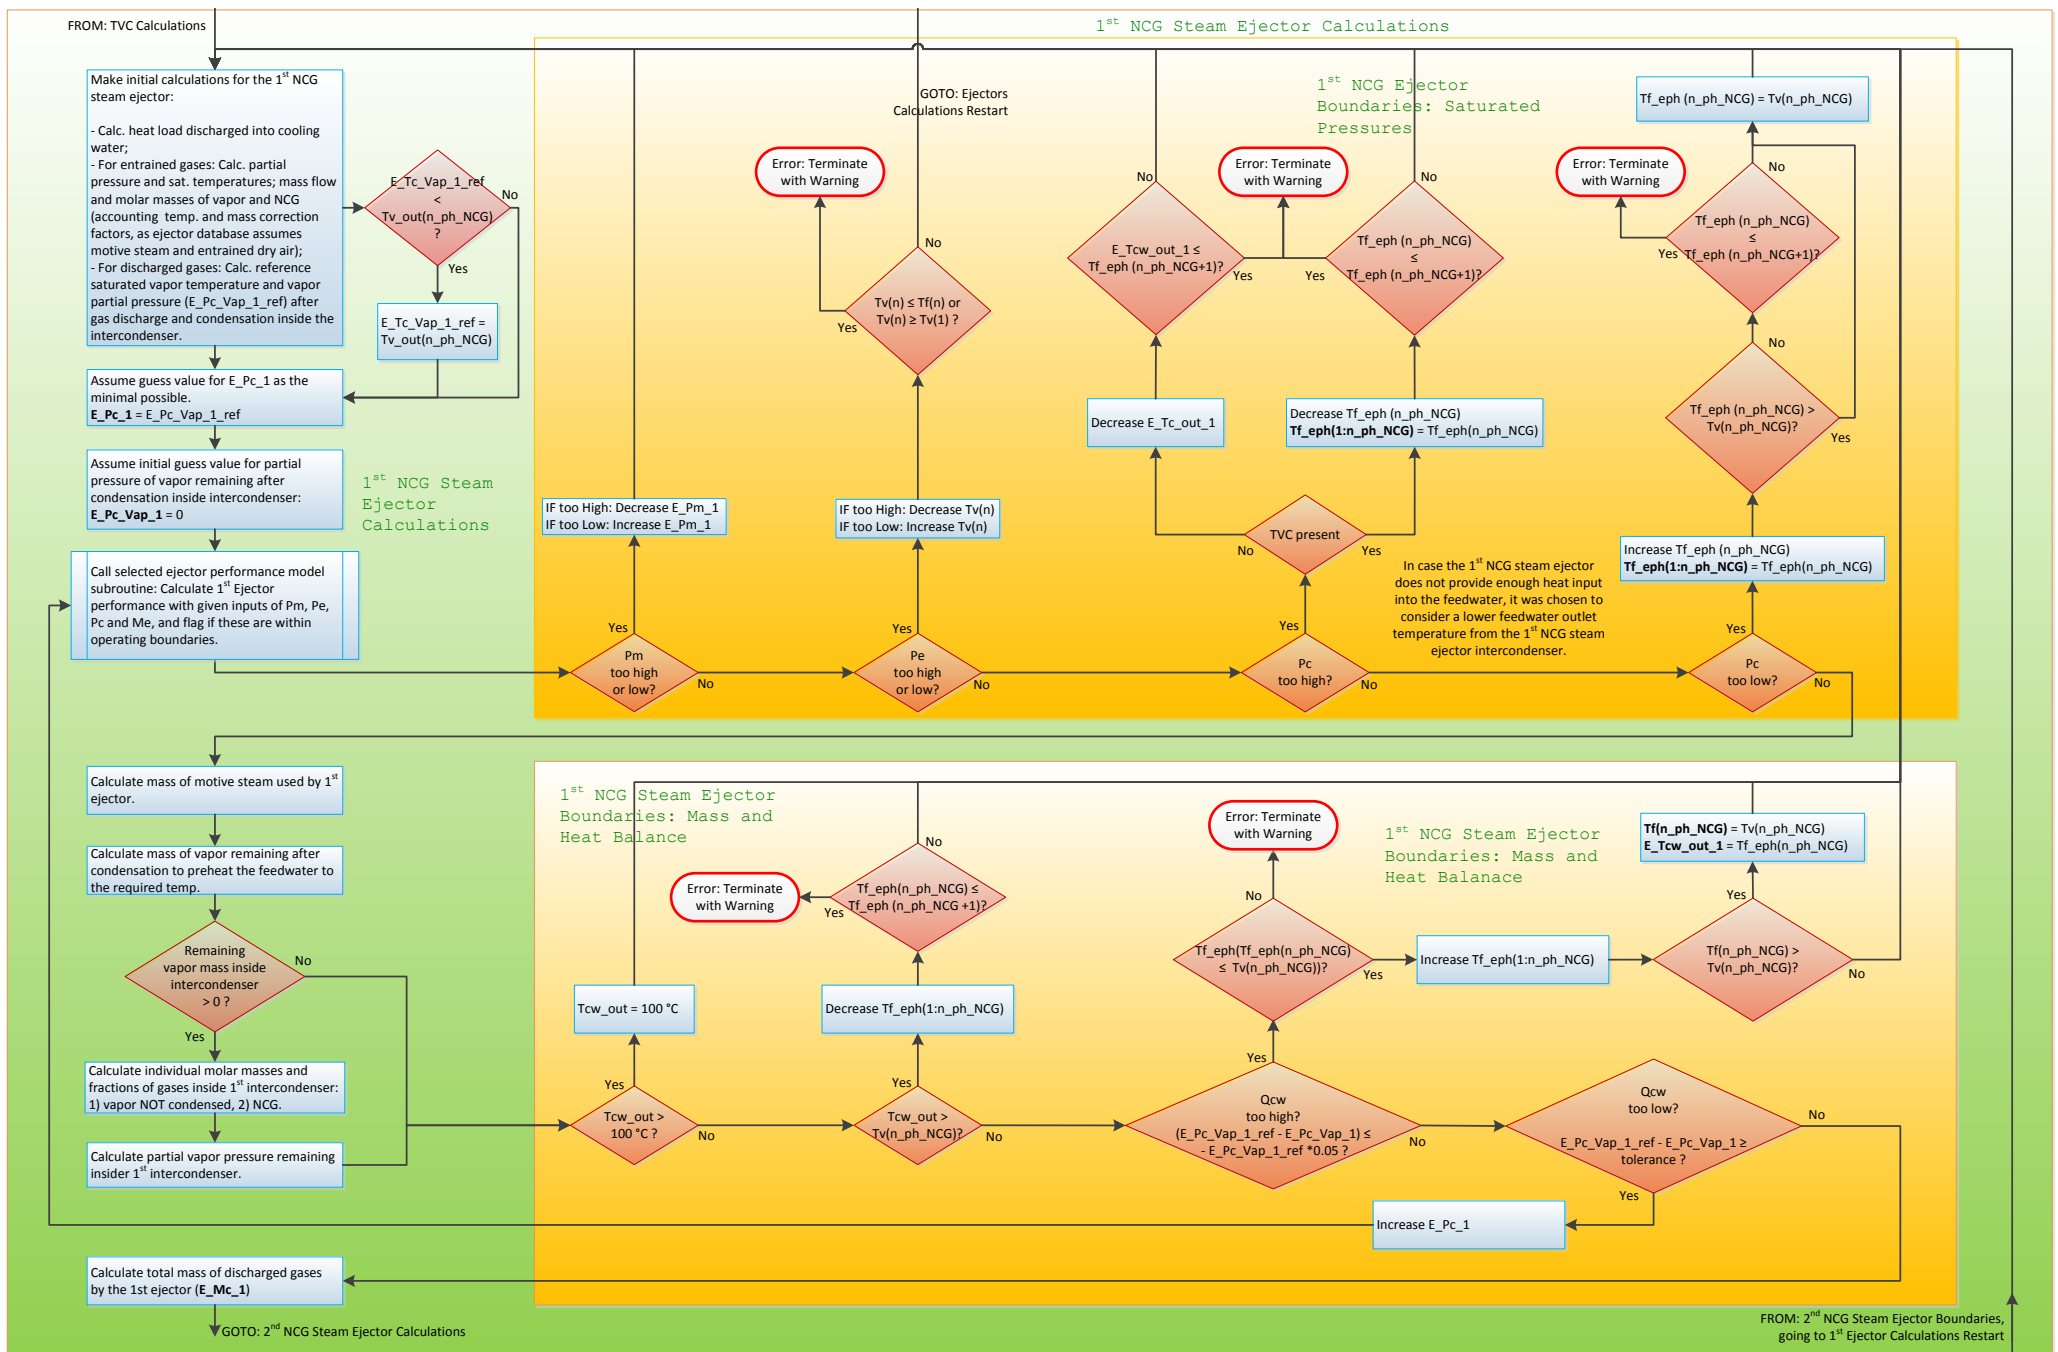 FROM: TVC Calculations
1st NCG Steam Ejector Calculations
Make initial calculations for the 1st NCG
steam ejector:
- Calc. heat load discharged into cooling
water;
- For entrained gases: Calc. partial
pressure and sat. temperatures; mass flow
and molar masses of vapor and NCG
(accounting temp. and mass correction
factors, as ejector database assumes
motive steam and entrained dry air);
- For discharged gases: Calc. reference
saturated vapor temperature and vapor
partial pressure (E_Pc_Vap_1_ref) after
gas discharge and condensation inside the
intercondenser.
E_Tc_Vap_1_ref
<
Tv_out(n_ph_NCG)
?
No
Yes
E_Tc_Vap_1_ref =
Tv_out(n_ph_NCG)
Assume guess value for E_Pc_1 as the
minimal possible.
E_Pc_1 = E_Pc_Vap_1_ref
Assume initial guess value for partial
pressure of vapor remaining after
condensation inside intercondenser:
E_Pc_Vap_1 = 0
1st NCG Steam
Ejector
Calculations
Call selected ejector performance model
subroutine: Calculate 1st Ejector
performance with given inputs of Pm, Pe,
Pc and Me, and flag if these are within
operating boundaries.
GOTO: Ejectors
Calculations Restart
1st NCG Ejector
Boundaries: Saturated
Pressures
IF too High: Decrease E_Pm_1
IF too Low: Increase E_Pm_1
Yes
Pm
too high
or low?
No
Error: Terminate
with Warning
No
Tv(n) ≤ Tf(n) or
Tv(n) ≥ Tv(1) ?
Yes
IF too High: Decrease Tv(n)
IF too Low: Increase Tv(n)
Yes
Pe
too high
or low?
No
No
E_Tcw_out_1 ≤
Tf_eph (n_ph_NCG+1)?
Yes
Error: Terminate
with Warning
No
Tf_eph (n_ph_NCG)
≤
Tf_eph (n_ph_NCG+1)?
Yes
Decrease E_Tc_out_1
Decrease Tf_eph (n_ph_NCG)
Tf_eph(1:n_ph_NCG) = Tf_eph(n_ph_NCG)
TVC present
No
Yes
Yes
Pc
too high?
No
In case the 1st NCG steam ejector
does not provide enough heat input
into the feedwater, it was chosen to
consider a lower feedwater outlet
temperature from the 1st NCG steam
ejector intercondenser.
Tf_eph (n_ph_NCG) = Tv(n_ph_NCG)
Error: Terminate
with Warning
No
Tf_eph (n_ph_NCG)
≤
Tf_eph (n_ph_NCG+1)?
Yes
No
Tf_eph (n_ph_NCG) >
Tv(n_ph_NCG)?
Yes
Increase Tf_eph (n_ph_NCG)
Tf_eph(1:n_ph_NCG) = Tf_eph(n_ph_NCG)
Yes
Pc
too low?
No
Calculate mass of motive steam used by 1st
ejector.
Calculate mass of vapor remaining after
condensation to preheat the feedwater to
the required temp.
Remaining
vapor mass inside
intercondenser
> 0 ?
No
Yes
Calculate individual molar masses and
fractions of gases inside 1st intercondenser:
1) vapor NOT condensed, 2) NCG.
Calculate partial vapor pressure remaining
insider 1st intercondenser.
Calculate total mass of discharged gases
by the 1st ejector (E_Mc_1)
GOTO: 2nd NCG Steam Ejector Calculations
1st NCG Steam Ejector
Boundaries: Mass and
Heat Balance
Tcw_out = 100 °C
Yes
Tcw_out >
100 °C ?
No
No
Error: Terminate
with Warning
Tf_eph(n_ph_NCG) ≤
Tf_eph (n_ph_NCG +1)?
Yes
Decrease Tf_eph(1:n_ph_NCG)
Yes
Tcw_out >
Tv(n_ph_NCG)?
No
Error: Terminate
with Warning
1st NCG Steam Ejector
Boundaries: Mass and
Heat Balanace
No
Tf_eph(Tf_eph(n_ph_NCG)
≤ Tv(n_ph_NCG))?
Yes
Increase Tf_eph(1:n_ph_NCG)
Tf(n_ph_NCG) = Tv(n_ph_NCG)
E_Tcw_out_1 = Tf_eph(n_ph_NCG)
Yes
Tf(n_ph_NCG) >
Tv(n_ph_NCG)?
No
Yes
Qcw
too high?
(E_Pc_Vap_1_ref - E_Pc_Vap_1) ≤
- E_Pc_Vap_1_ref *0.05 ?
No
Qcw
too low?
E_Pc_Vap_1_ref - E_Pc_Vap_1 ≥
tolerance ?
No
Yes
Increase E_Pc_1
FROM: 2nd NCG Steam Ejector Boundaries,
going to 1st Ejector Calculations Restart